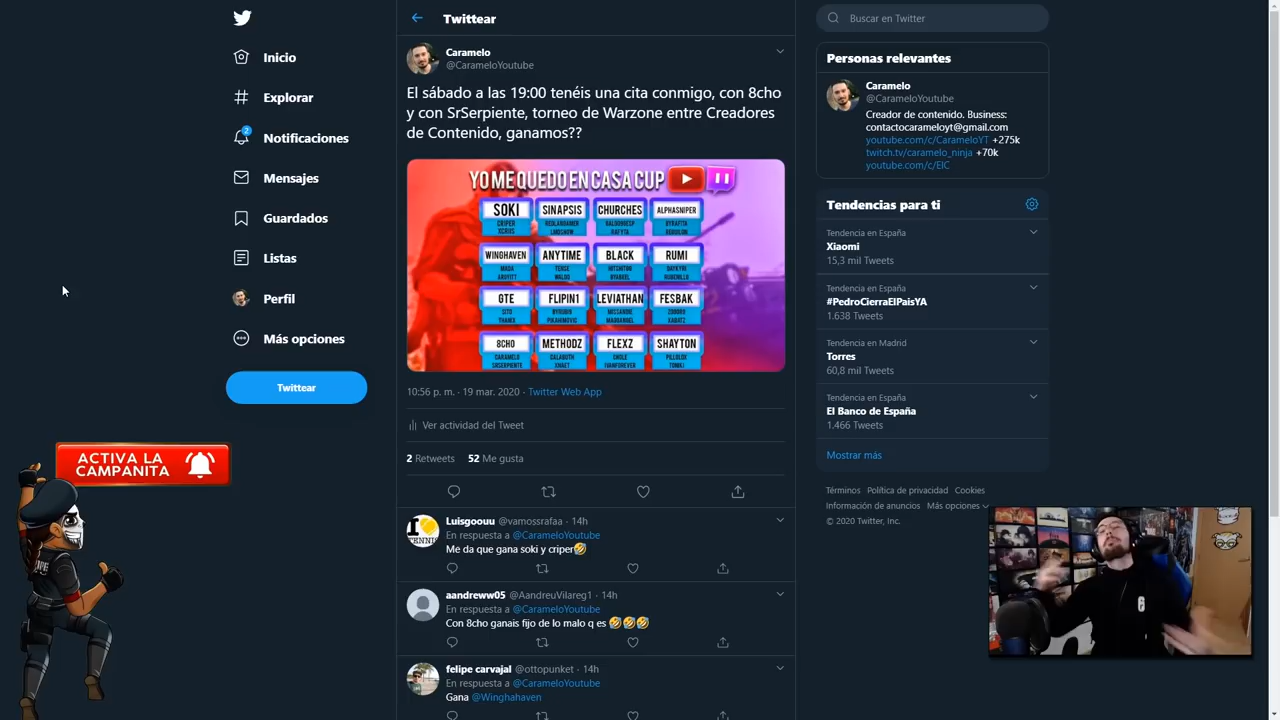 Inicio
Explorar
2
Notificaciones
Mensajes
Guardados
Listas
Perfil
Más opciones
Twittear
ACTIVA LA
CAMPANITA
Twittear
Caramelo
@CarameloYoutube
El sábado a las 19:00 tenéis una cita conmigo, con 8cho
y con SrSerpiente, torneo de Warzone entre Creadores
de Contenido, ganamos??
YO ME QUEDO EN CASA CUP
SOKI SINAPSIS CHURCHES ALPHASNIPER
CRIPER
XCRISS
WINGHAVEN ANYTIME BLACK RUMI
GTE FLIPIN1 LEVIATHAN FESBAK
8CHO METHODZ FLEXZ SHAYTON
CARAMELO
SRSERPIENTE IVANFOREVER
10:56 p. m. · 19 mar. 2020 · Twitter Web App
Ver actividad del Tweet
2 Retweets 52 Me gusta
Luisgoouu @vamossrafaa · 14h
En respuesta a @CarameloYoutube
Me da que gana soki y criper🤣
I
TENNIS
aandreww05 @AAndreuVilareg1 · 14h
En respuesta a @CarameloYoutube
Con 8cho ganais fijo de lo malo q es 🤣🤣🤣
felipe carvajal @ottopunket · 14h
En respuesta a @CarameloYoutube
Gana @Winghahaven
Buscar en Twitter
Personas relevantes
Caramelo
@CarameloYoutube
Creador de contenido. Business:
contactocarameloyt@gmail.com
youtube.com/c/CarameloYT +275k
twitch.tv/caramelo_ninja +70k
youtube.com/c/EIC
Tendencias para ti
Tendencia en España
Xiaomi
15,3 mil Tweets
Tendencia en España
#PedroCierraElPaisYA
1.638 Tweets
Tendencia en Madrid
Torres
60,8 mil Tweets
Tendencia en España
El Banco de España
1.466 Tweets
Mostrar más
Términos Política de privacidad Cookies
Información de anuncios Más opciones
© 2020 Twitter, Inc.